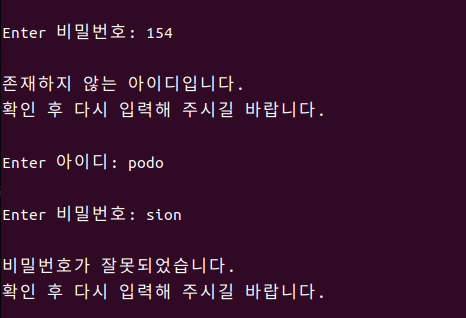 Enter 비밀번호: 154
존재하지 않는 아이디입니다.
확인 후 다시 입력해 주시길 바랍니다.
Enter 아이디: podo
Enter 비밀번호: sion
비밀번호가 잘못되었습니다.
확인 후 다시 입력해 주시길 바랍니다.